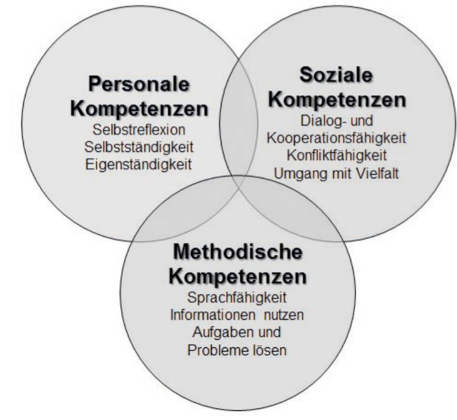 Personale
Kompetenzen
Selbstreflexion
Selbstständigkeit
Eigenständigkeit
Soziale
Kompetenzen
Dialog- und
Kooperationsfähigkeit
Konfliktfähigkeit
Umgang mit Vielfalt
Methodische
Kompetenzen
Sprachfähigkeit
Informationen nutzen
Aufgaben und
Probleme lösen